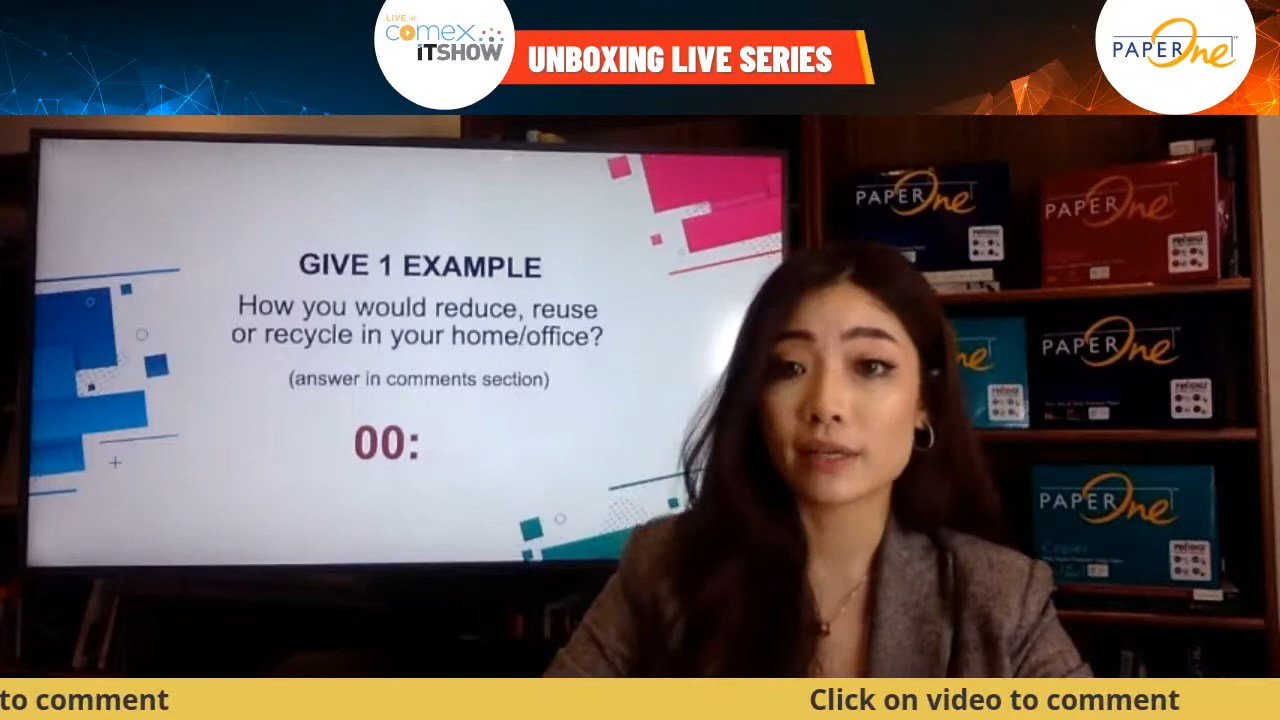 LIVE at
comex
iTSHOW
UNBOXING LIVE SERIES
PAPER One
GIVE 1 EXAMPLE
How you would reduce, reuse
or recycle in your home/office?
(answer in comments section)
00:
PAPER One
PAPER One
ne
PAPER One
PAPER One
Copier
to comment
Click on video to comment